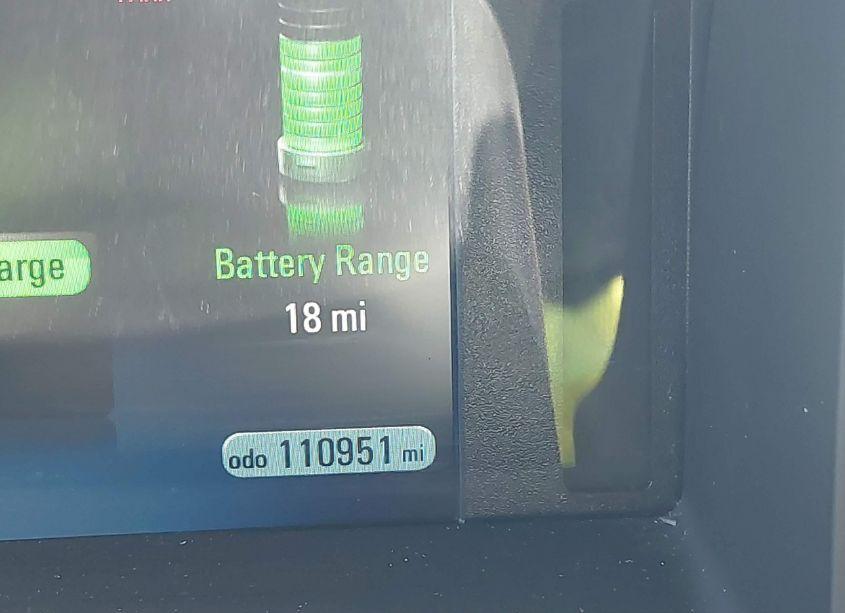 arge
Battery Range
18 mi
odo 110951 mi